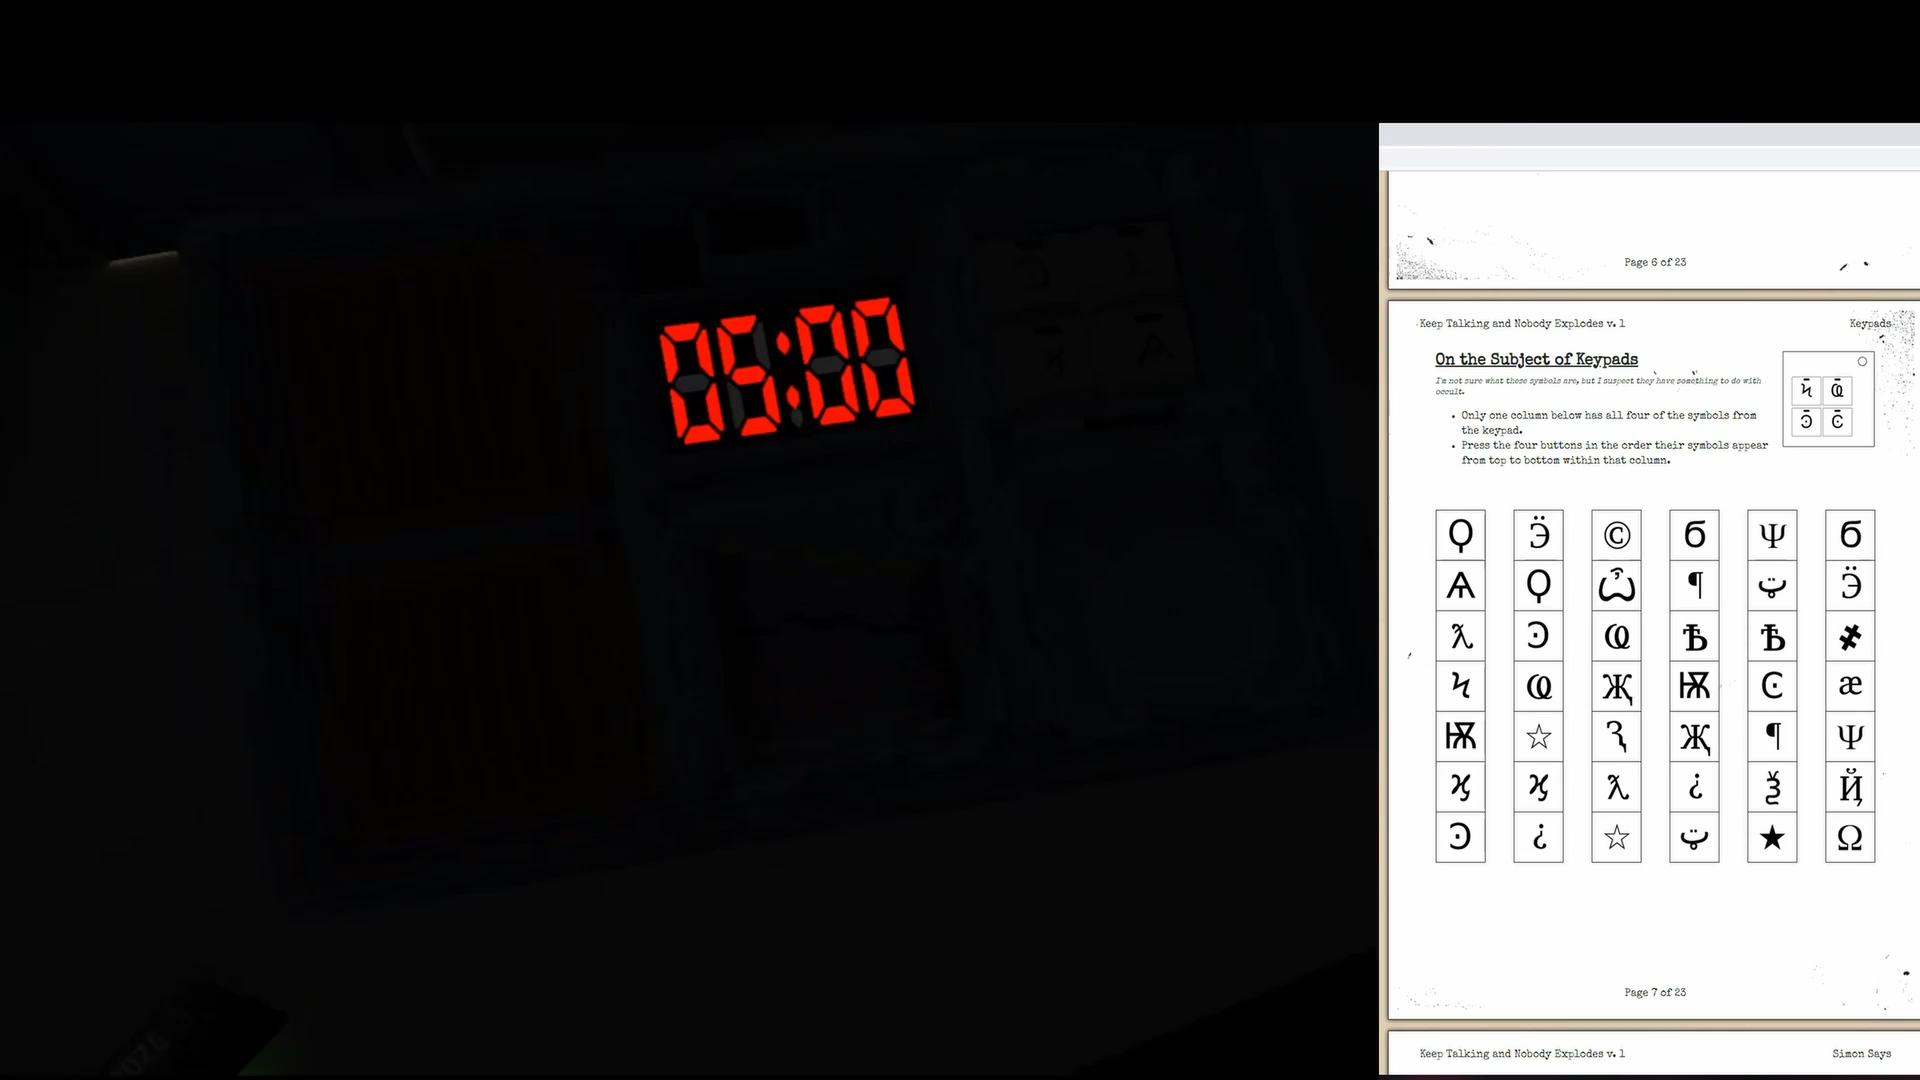 05:00
Page 6 of 23
Keep Talking and Nobody Explodes v. 1
Keypads
On the Subject of Keypads
I'm not sure what these symbols are, but I suspect they have something to do with
occult.
• Only one column below has all four of the symbols from
the keypad.
• Press the four buttons in the order their symbols appear
from top to bottom within that column.
Ϟ Ҩ
Ͽ Ͼ
Ϙ Ӭ © б Ψ б
Ѧ Ϙ Ѽ ¶ ټ Ӭ
ƛ Ͽ Ҩ Ѣ Ѣ ҂
Ϟ Ҩ Җ Ѭ Ͼ æ
Ѭ ☆ Ԇ Җ ¶ Ψ
ϗ ϗ ƛ ¿ Ѯ Ҋ
Ͽ ¿ ☆ ټ ★ Ω
Page 7 of 23
Keep Talking and Nobody Explodes v. 1
Simon Says